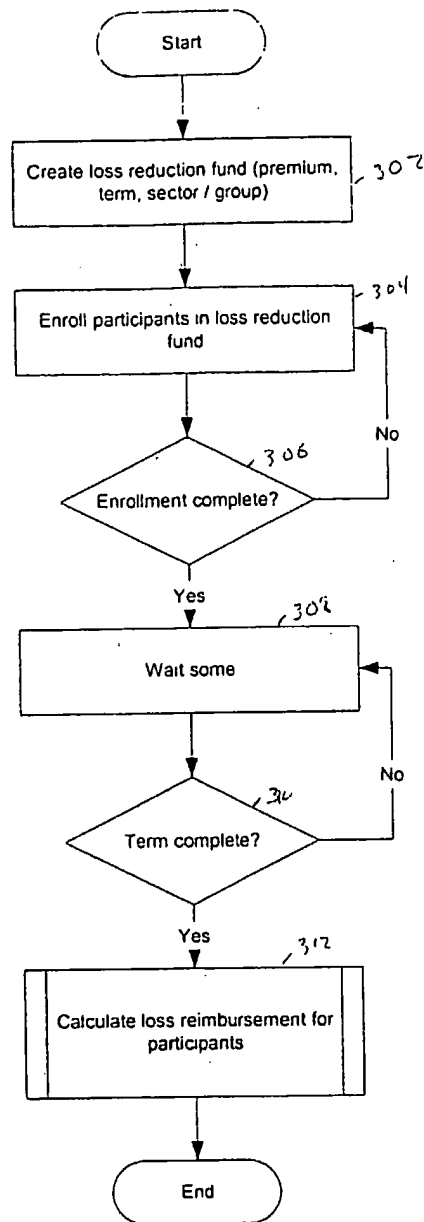 Start
Create loss reduction fund (premium,
term, sector / group)
302
304
Enroll participants in loss reduction
fund
No
306
Enrollment complete?
Yes
308
Wait some
No
310
Term complete?
Yes
312
Calculate loss reimbursement for
participants
End